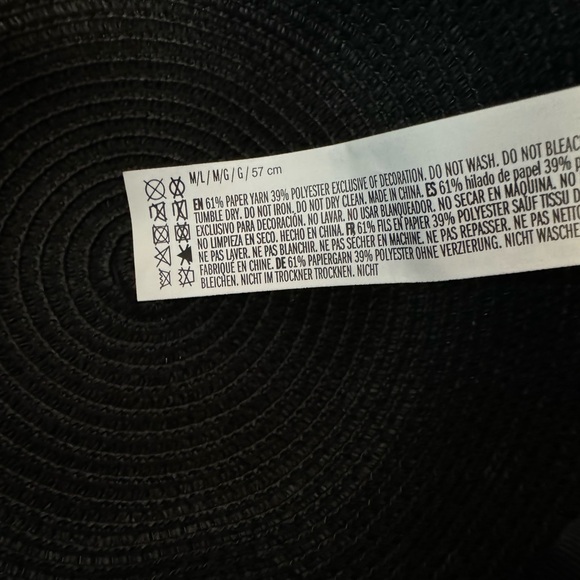 M/L / M/G / G / 57 cm
EN 61% PAPER YARN 39% POLYESTER EXCLUSIVE OF DECORATION. DO NOT WASH. DO NOT BLEAC
TUMBLE DRY. DO NOT IRON. DO NOT DRY CLEAN. MADE IN CHINA. ES 61% hilado de papel 39% P
EXCLUSIVO PARA DECORACIÓN. NO LAVAR. NO USAR BLANQUEADOR. NO SECAR EN MÁQUINA. NO
NO LIMPIEZA EN SECO. HECHO EN CHINA. FR 61% FILS EN PAPIER 39% POLYESTER SAUF TISSU D
NE PAS LAVER. NE PAS BLANCHIR. NE PAS SÉCHER EN MACHINE. NE PAS REPASSER. NE PAS NETTO
FABRIQUÉ EN CHINE. DE 61% PAPIERGARN 39% POLYESTER OHNE VERZIERUNG. NICHT WASCHE
BLEICHEN. NICHT IM TROCKNER TROCKNEN. NICHT